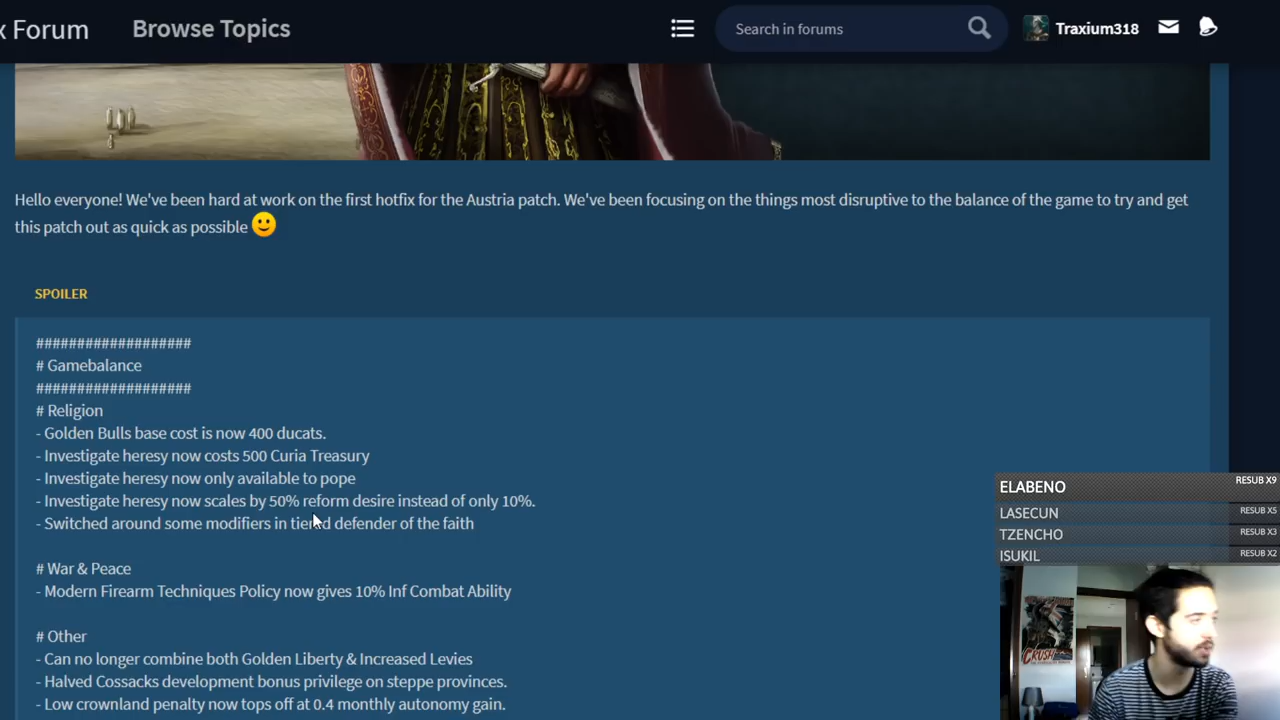 x Forum
Browse Topics
Search in forums
Traxium318
Hello everyone! We've been hard at work on the first hotfix for the Austria patch. We've been focusing on the things most disruptive to the balance of the game to try and get
this patch out as quick as possible
SPOILER
###################
# Gamebalance
###################
# Religion
- Golden Bulls base cost is now 400 ducats.
- Investigate heresy now costs 500 Curia Treasury
- Investigate heresy now only available to pope
- Investigate heresy now scales by 50% reform desire instead of only 10%.
- Switched around some modifiers in tiered defender of the faith
# War & Peace
- Modern Firearm Techniques Policy now gives 10% Inf Combat Ability
# Other
- Can no longer combine both Golden Liberty & Increased Levies
- Halved Cossacks development bonus privilege on steppe provinces.
- Low crownland penalty now tops off at 0.4 monthly autonomy gain.
ELABENO RESUB X9
LASECUN RESUB X5
TZENCHO RESUB X3
ISUKIL RESUB X2
CRUSH